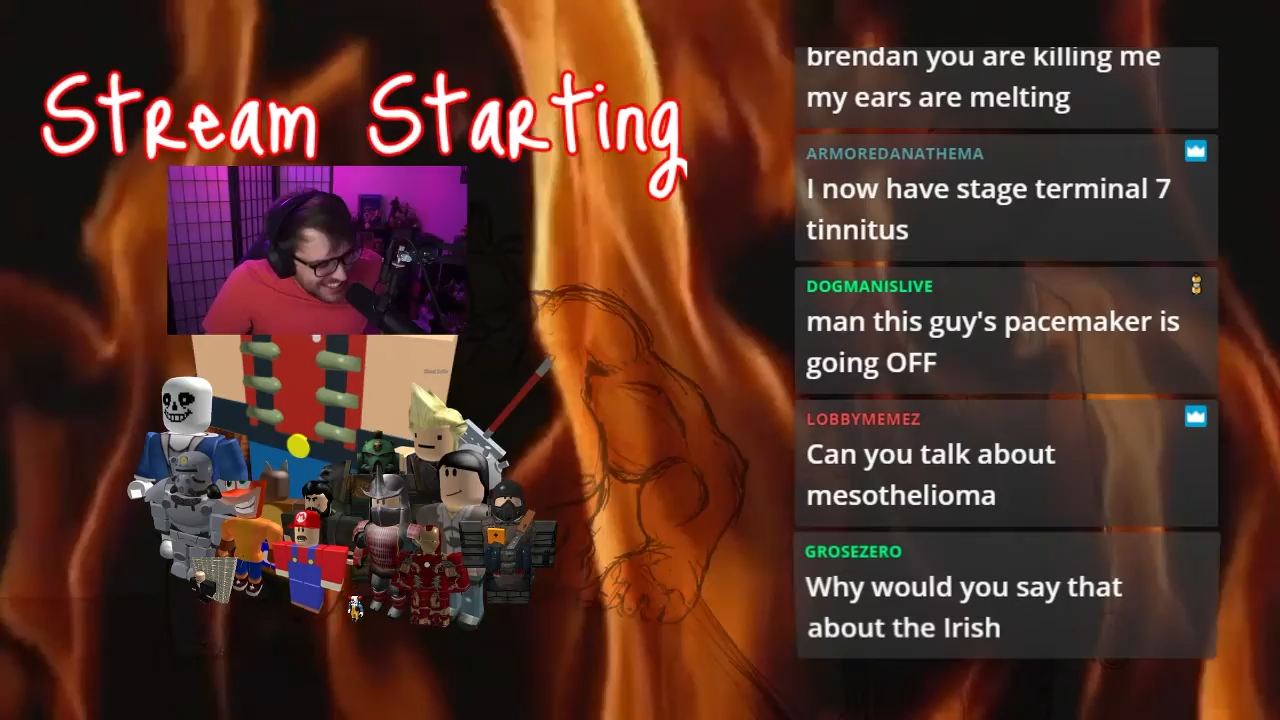 Stream Starting
brendan you are killing me
my ears are melting
ARMOREDANATHEMA
I now have stage terminal 7
tinnitus
DOGMANISLIVE
man this guy's pacemaker is
going OFF
LOBBYMEMEZ
Can you talk about
mesothelioma
GROSEZERO
Why would you say that
about the Irish